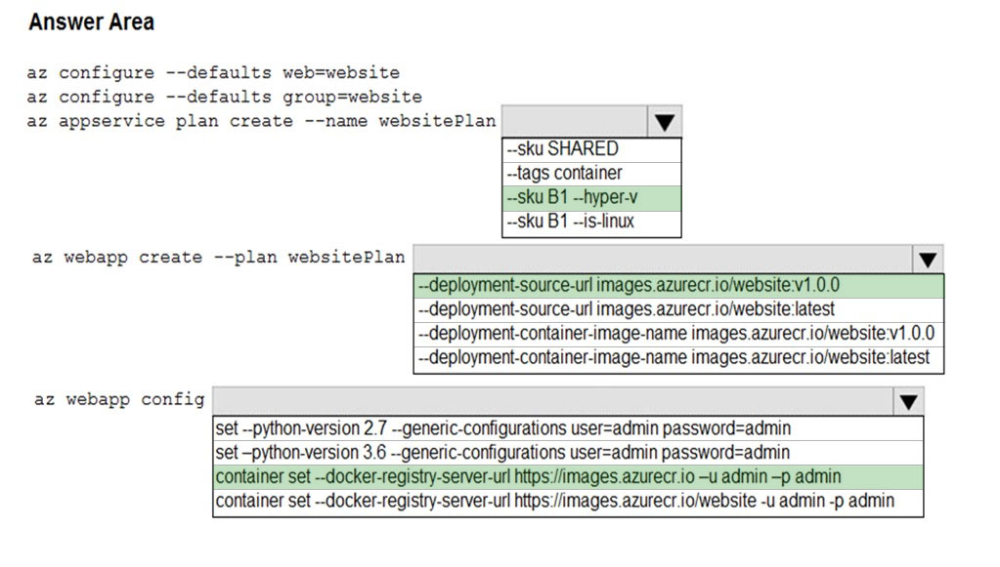 Answer Area
az configure --defaults web=website
az configure --defaults group=website
az appservice plan create --name websitePlan
--sku SHARED
--tags container
--sku B1 --hyper-v
--sku B1 --is-linux
az webapp create --plan websitePlan
--deployment-source-url images.azurecr.io/website:v1.0.0
--deployment-source-url images.azurecr.io/website:latest
--deployment-container-image-name images.azurecr.io/website:v1.0.0
--deployment-container-image-name images.azurecr.io/website:latest
az webapp config
set --python-version 2.7 --generic-configurations user=admin password=admin
set –python-version 3.6 --generic-configurations user=admin password=admin
container set --docker-registry-server-url https://images.azurecr.io –u admin –p admin
container set --docker-registry-server-url https://images.azurecr.io/website -u admin -p admin